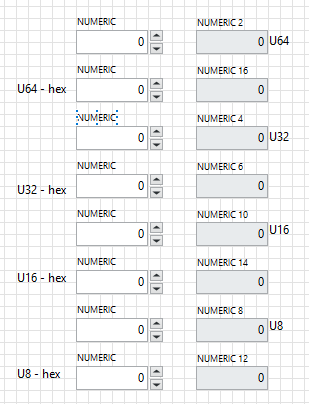 NUMERIC NUMERIC 2
0 0 U64
NUMERIC NUMERIC 16
U64 - hex 0 0
NUMERIC NUMERIC 4
0 0 U32
NUMERIC NUMERIC 6
U32 - hex 0 0
NUMERIC NUMERIC 10
0 0 U16
NUMERIC NUMERIC 14
U16 - hex 0 0
NUMERIC NUMERIC 8
0 0 U8
NUMERIC NUMERIC 12
U8 - hex 0 0